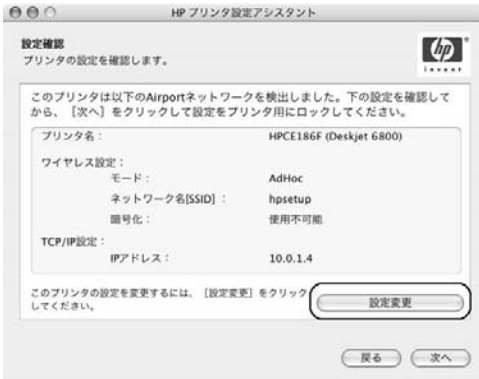 HP プリンタ設定アシスタント
設定確認
プリンタの設定を確認します。
hp
invent
このプリンタは以下のAirportネットワークを検出しました。下の設定を確認して
から、［次へ］をクリックして設定をプリンタ用にロックしてください。
プリンタ名： HPCE186F (Deskjet 6800)
ワイヤレス設定：
モード： AdHoc
ネットワーク名[SSID]： hpsetup
暗号化： 使用不可能
TCP/IP設定：
IPアドレス： 10.0.1.4
このプリンタの設定を変更するには、［設定変更］をクリック
してください。
設定変更
戻る 次へ